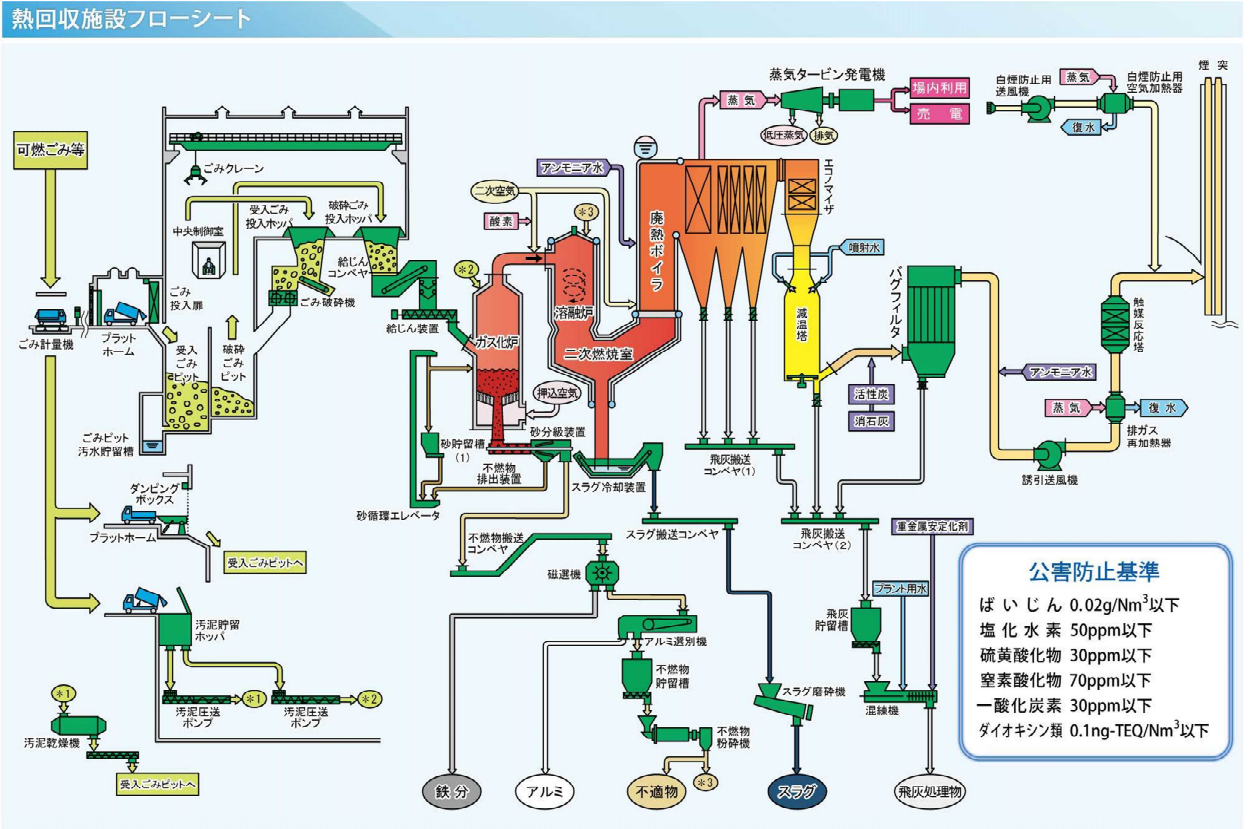 熱回収施設フローシート
可燃ごみ等
ごみクレーン
受入ごみ
投入ホッパ
破砕ごみ
投入ホッパ
中央制御室
給じん
コンベヤ
ごみ破砕機
ごみ
投入扉
プラット
ホーム
ごみ計量機
受入
ごみ
ピット
破砕
ごみ
ピット
ごみピット
汚水貯留槽
給じん装置
ダンピング
ボックス
プラットホーム
受入ごみピットへ
汚泥貯留
ホッパ
*1
汚泥圧送
ポンプ
*2
汚泥圧送
ポンプ
*1
汚泥乾燥機
受入ごみピットへ
アンモニア水
二次空気
酸素
*3
*2
ガス化炉
溶融炉
二次燃焼室
廃熱ボイラ
押込空気
砂分級装置
砂貯留槽
(1)
不燃物
排出装置
砂循環エレベータ
スラグ冷却装置
不燃物搬送
コンベヤ
スラグ搬送コンベヤ
磁選機
アルミ選別機
不燃物
貯留槽
不燃物
粉砕機
*3
スラグ磨砕機
鉄分
アルミ
不適物
スラグ
飛灰処理物
蒸気タービン発電機
蒸気
場内利用
売電
低圧蒸気
排気
エコノマイザ
噴射水
減温塔
バグフィルタ
活性炭
消石灰
飛灰搬送
コンベヤ(1)
飛灰搬送
コンベヤ(2)
重金属安定化剤
プラント用水
飛灰
貯留槽
混練機
白煙防止用
送風機
蒸気
白煙防止用
空気加熱器
復水
煙突
触媒反応塔
アンモニア水
蒸気
復水
排ガス
再加熱器
誘引送風機
公害防止基準
ばいじん 0.02g/Nm³以下
塩化水素 50ppm以下
硫黄酸化物 30ppm以下
窒素酸化物 70ppm以下
一酸化炭素 30ppm以下
ダイオキシン類 0.1ng-TEQ/Nm³以下